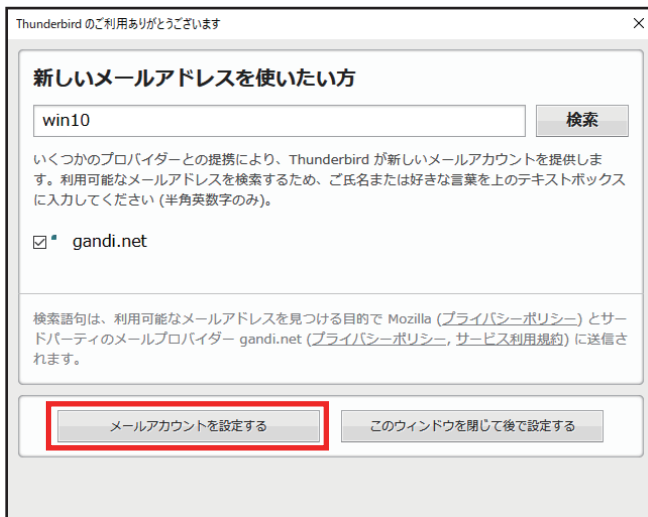 Thunderbird のご利用ありがとうございます
新しいメールアドレスを使いたい方
win10
検索
いくつかのプロバイダーとの提携により、Thunderbird が新しいメールアカウントを提供しま
す。利用可能なメールアドレスを検索するため、ご氏名または好きな言葉を上のテキストボックス
に入力してください (半角英数字のみ)。
gandi.net
検索語句は、利用可能なメールアドレスを見つける目的で Mozilla (プライバシーポリシー) とサー
ドパーティのメールプロバイダー gandi.net (プライバシーポリシー, サービス利用規約) に送信さ
れます。
メールアカウントを設定する
このウィンドウを閉じて後で設定する